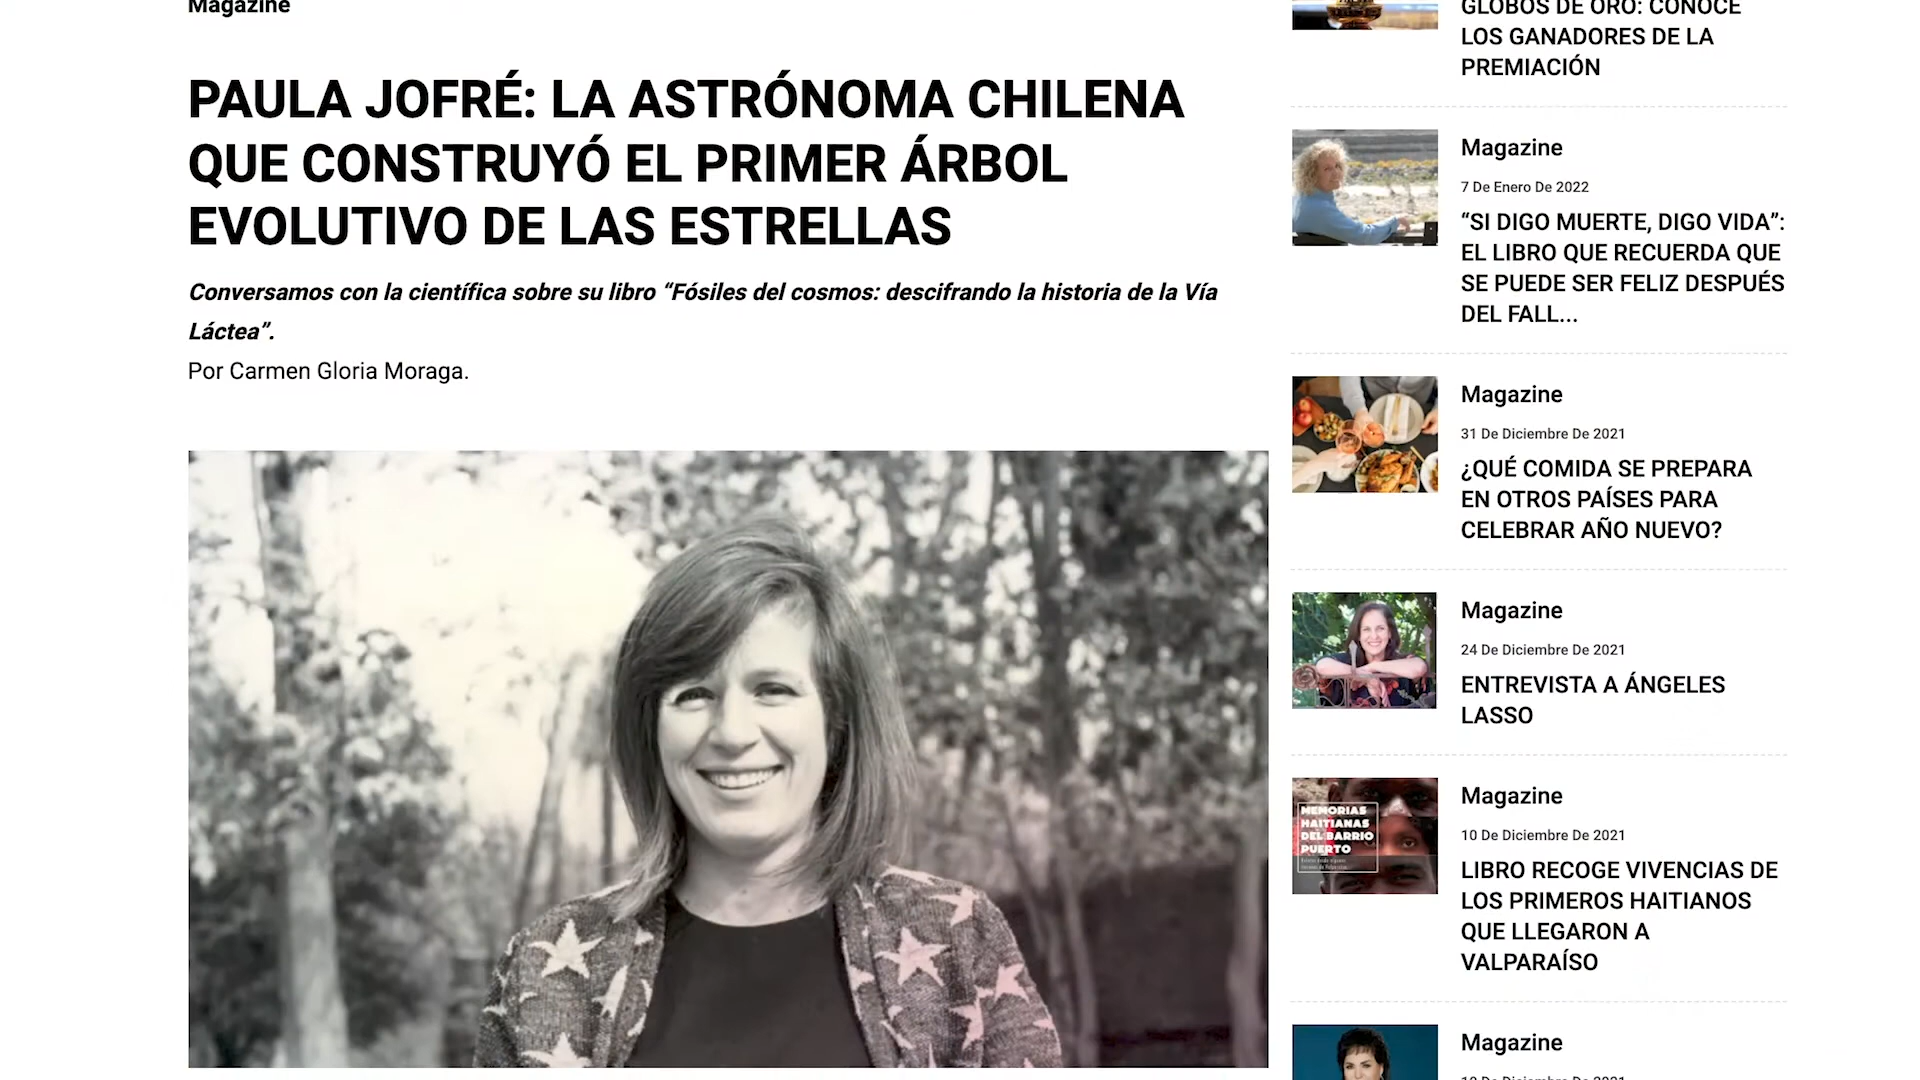 Magazine
PAULA JOFRÉ: LA ASTRÓNOMA CHILENA
QUE CONSTRUYÓ EL PRIMER ÁRBOL
EVOLUTIVO DE LAS ESTRELLAS
Conversamos con la científica sobre su libro “Fósiles del cosmos: descifrando la historia de la Vía
Láctea”.
Por Carmen Gloria Moraga.
GLOBOS DE ORO: CONOCE
LOS GANADORES DE LA
PREMIACIÓN
Magazine
7 De Enero De 2022
“SI DIGO MUERTE, DIGO VIDA”:
EL LIBRO QUE RECUERDA QUE
SE PUEDE SER FELIZ DESPUÉS
DEL FALL...
Magazine
31 De Diciembre De 2021
¿QUÉ COMIDA SE PREPARA
EN OTROS PAÍSES PARA
CELEBRAR AÑO NUEVO?
Magazine
24 De Diciembre De 2021
ENTREVISTA A ÁNGELES
LASSO
MEMORIAS
HAITIANAS
DEL BARRIO
PUERTO
Magazine
10 De Diciembre De 2021
LIBRO RECOGE VIVENCIAS DE
LOS PRIMEROS HAITIANOS
QUE LLEGARON A
VALPARAÍSO
Magazine